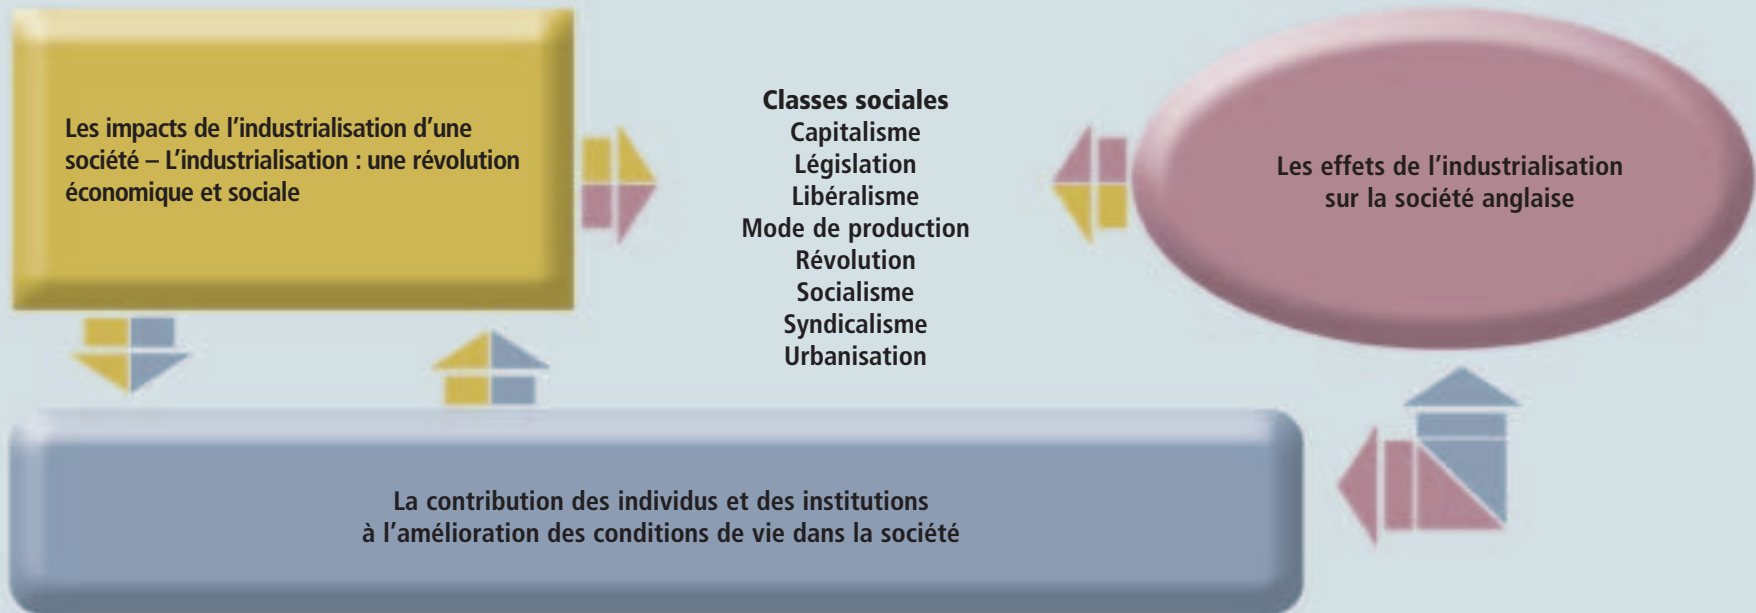 Les impacts de l’industrialisation d’une
société – L’industrialisation : une révolution
économique et sociale
Classes sociales
Capitalisme
Législation
Libéralisme
Mode de production
Révolution
Socialisme
Syndicalisme
Urbanisation
Les effets de l’industrialisation
sur la société anglaise
La contribution des individus et des institutions
à l’amélioration des conditions de vie dans la société